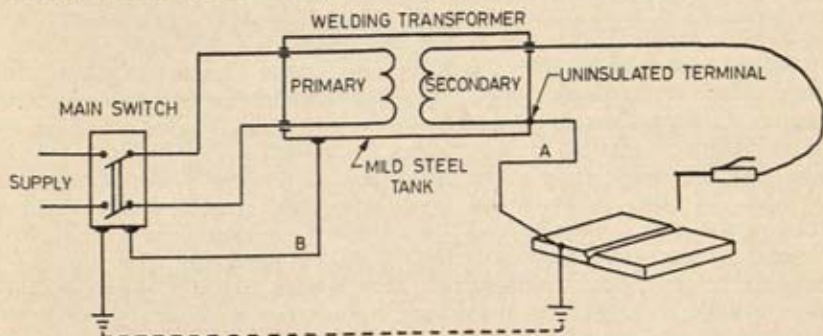 WELDING TRANSFORMER
PRIMARY
SECONDARY
UNINSULATED TERMINAL
MAIN SWITCH
SUPPLY
MILD STEEL
TANK
A
B